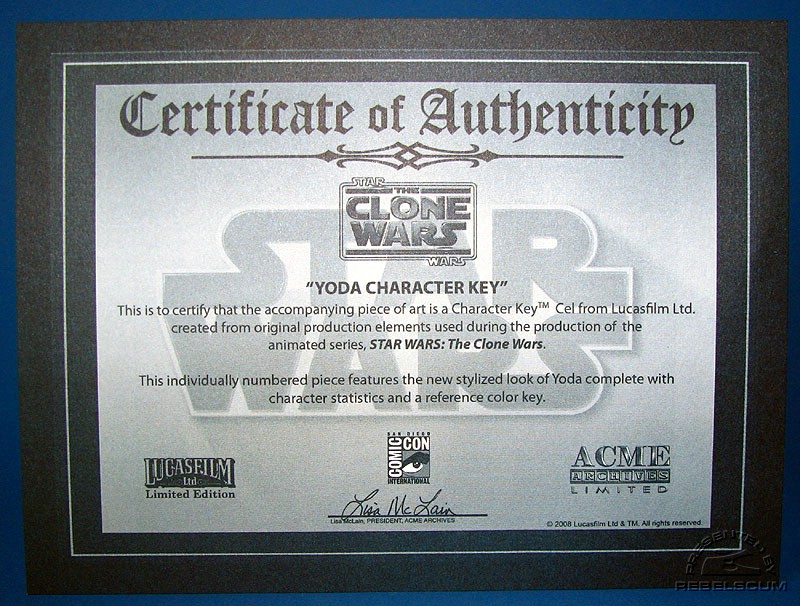 Certificate of Authenticity
STAR
THE
CLONE
WARS
WARS
STAR
WARS
"YODA CHARACTER KEY"
This is to certify that the accompanying piece of art is a Character Key™ Cel from Lucasfilm Ltd.
created from original production elements used during the production of the
animated series, STAR WARS: The Clone Wars.
This individually numbered piece features the new stylized look of Yoda complete with
character statistics and a reference color key.
LUCASFILM
Ltd
Limited Edition
SAN DIEGO
COMIC CON
INTERNATIONAL
ACME
ARCHIVES
LIMITED
Lisa McLain
Lisa McLain, PRESIDENT, ACME ARCHIVES
© 2008 Lucasfilm Ltd & TM. All rights reserved
PRESENTED BY
REBELSCUM